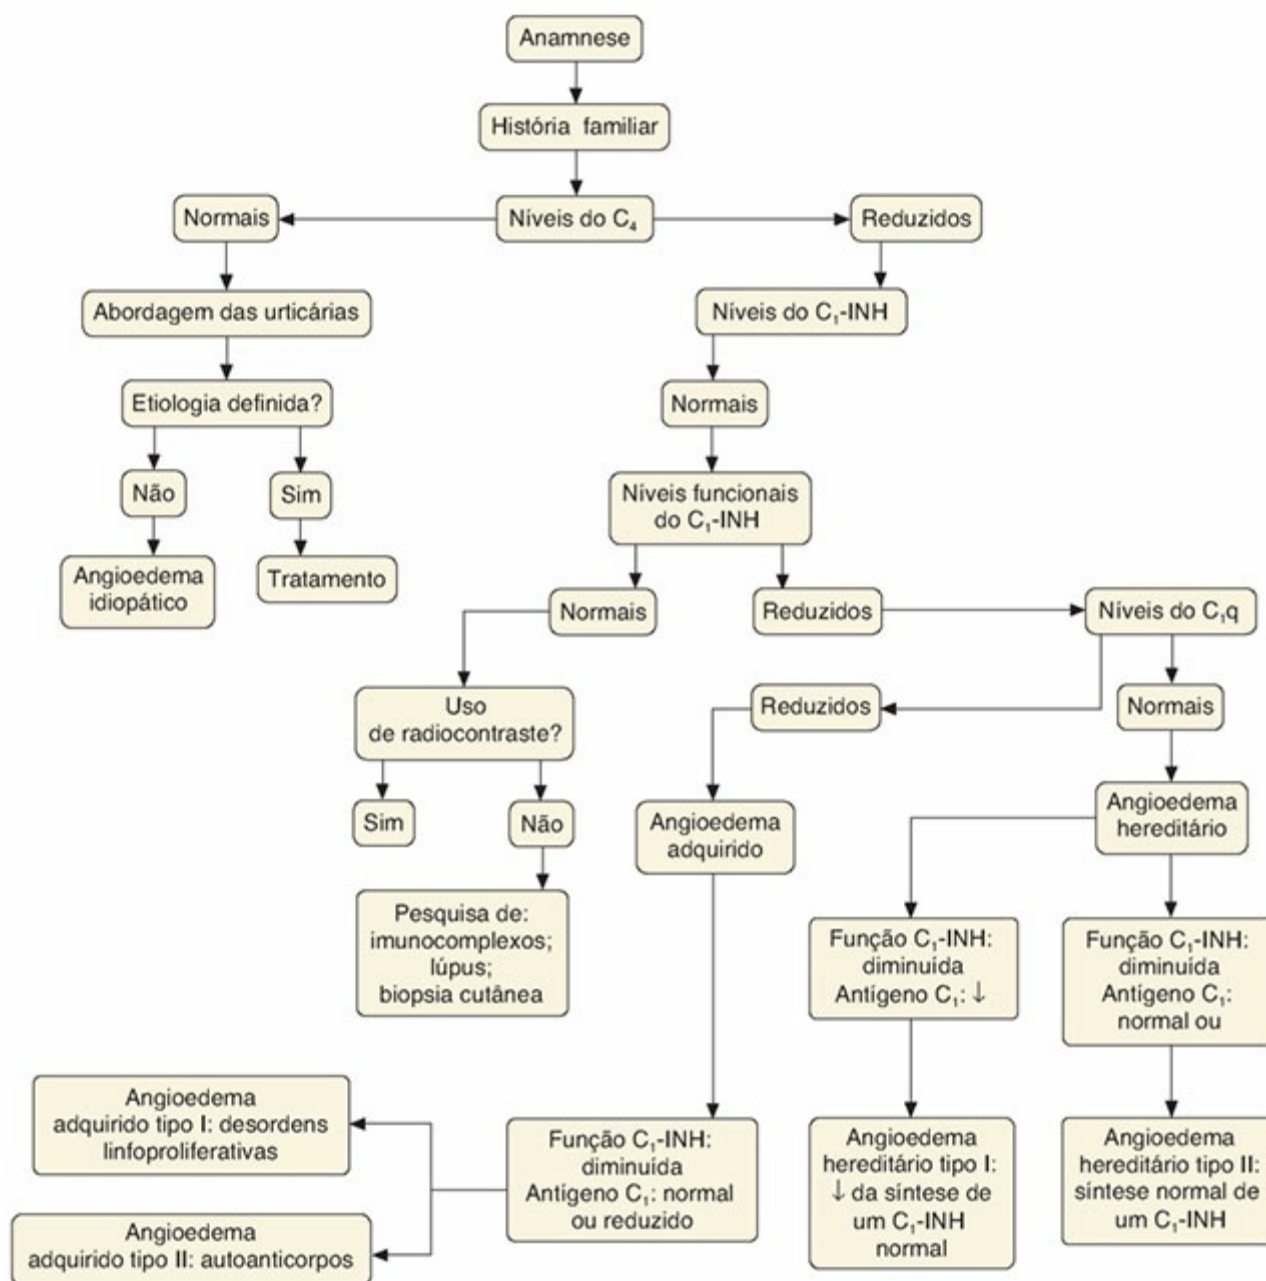 Anamnese
História familiar
Normais
Níveis do C₄
Reduzidos
Abordagem das urticárias
Níveis do C₁-INH
Etiologia definida?
Normais
Não
Sim
Níveis funcionais
do C₁-INH
Angioedema
idiopático
Tratamento
Normais
Reduzidos
Níveis do C₁q
Uso
de radiocontraste?
Reduzidos
Normais
Sim
Não
Angioedema
adquirido
Angioedema
hereditário
Pesquisa de:
imunocomplexos;
lúpus;
biopsia cutânea
Função C₁-INH:
diminuída
Antígeno C₁: ↓
Função C₁-INH:
diminuída
Antígeno C₁:
normal ou
Angioedema
adquirido tipo I: desordens
linfoproliferativas
Angioedema
adquirido tipo II: autoanticorpos
Função C₁-INH:
diminuída
Antígeno C₁: normal
ou reduzido
Angioedema
hereditário tipo I:
↓ da síntese de
um C₁-INH
normal
Angioedema
hereditário tipo II:
síntese normal de
um C₁-INH